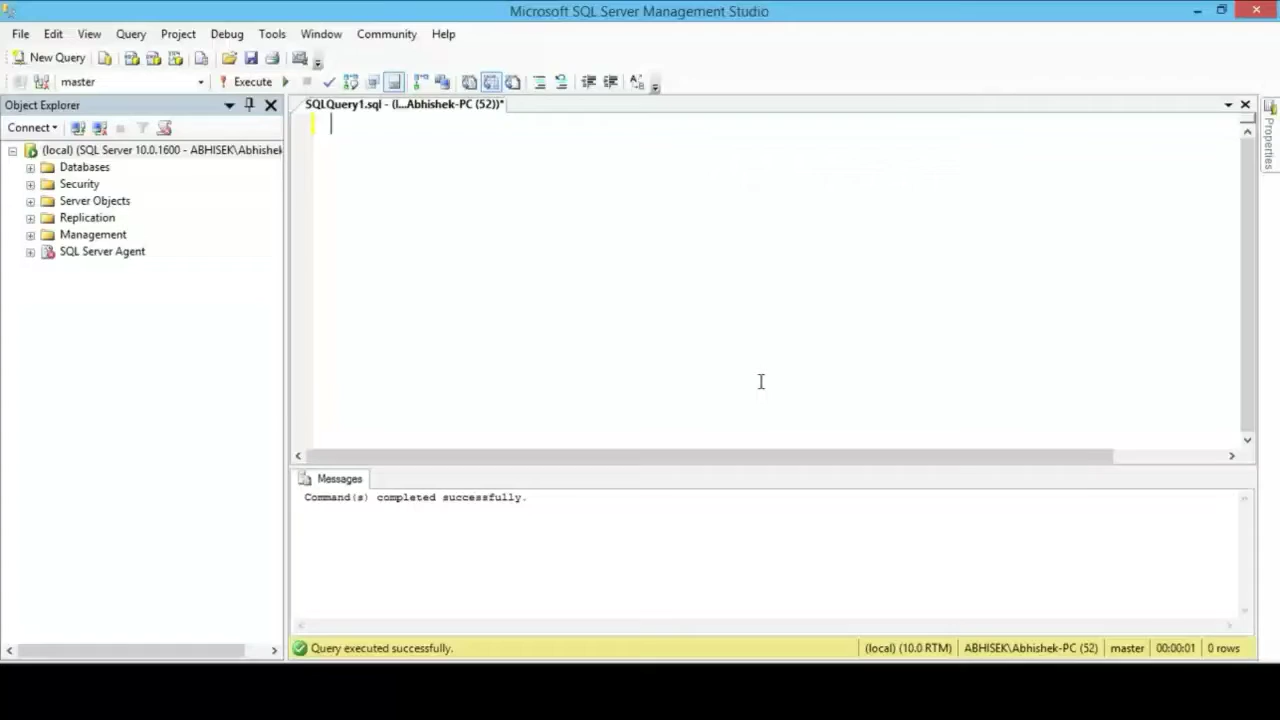 Microsoft SQL Server Management Studio
File Edit View Query Project Debug Tools Window Community Help
New Query
master Execute
Object Explorer
SQLQuery1.sql - (l...Abhishek-PC (52))*
Connect
(local) (SQL Server 10.0.1600 - ABHISEK\Abhishek
Databases
Security
Server Objects
Replication
Management
SQL Server Agent
Properties
Messages
Command(s) completed successfully.
Query executed successfully. (local) (10.0 RTM) ABHISEK\Abhishek-PC (52) master 00:00:01 0 rows